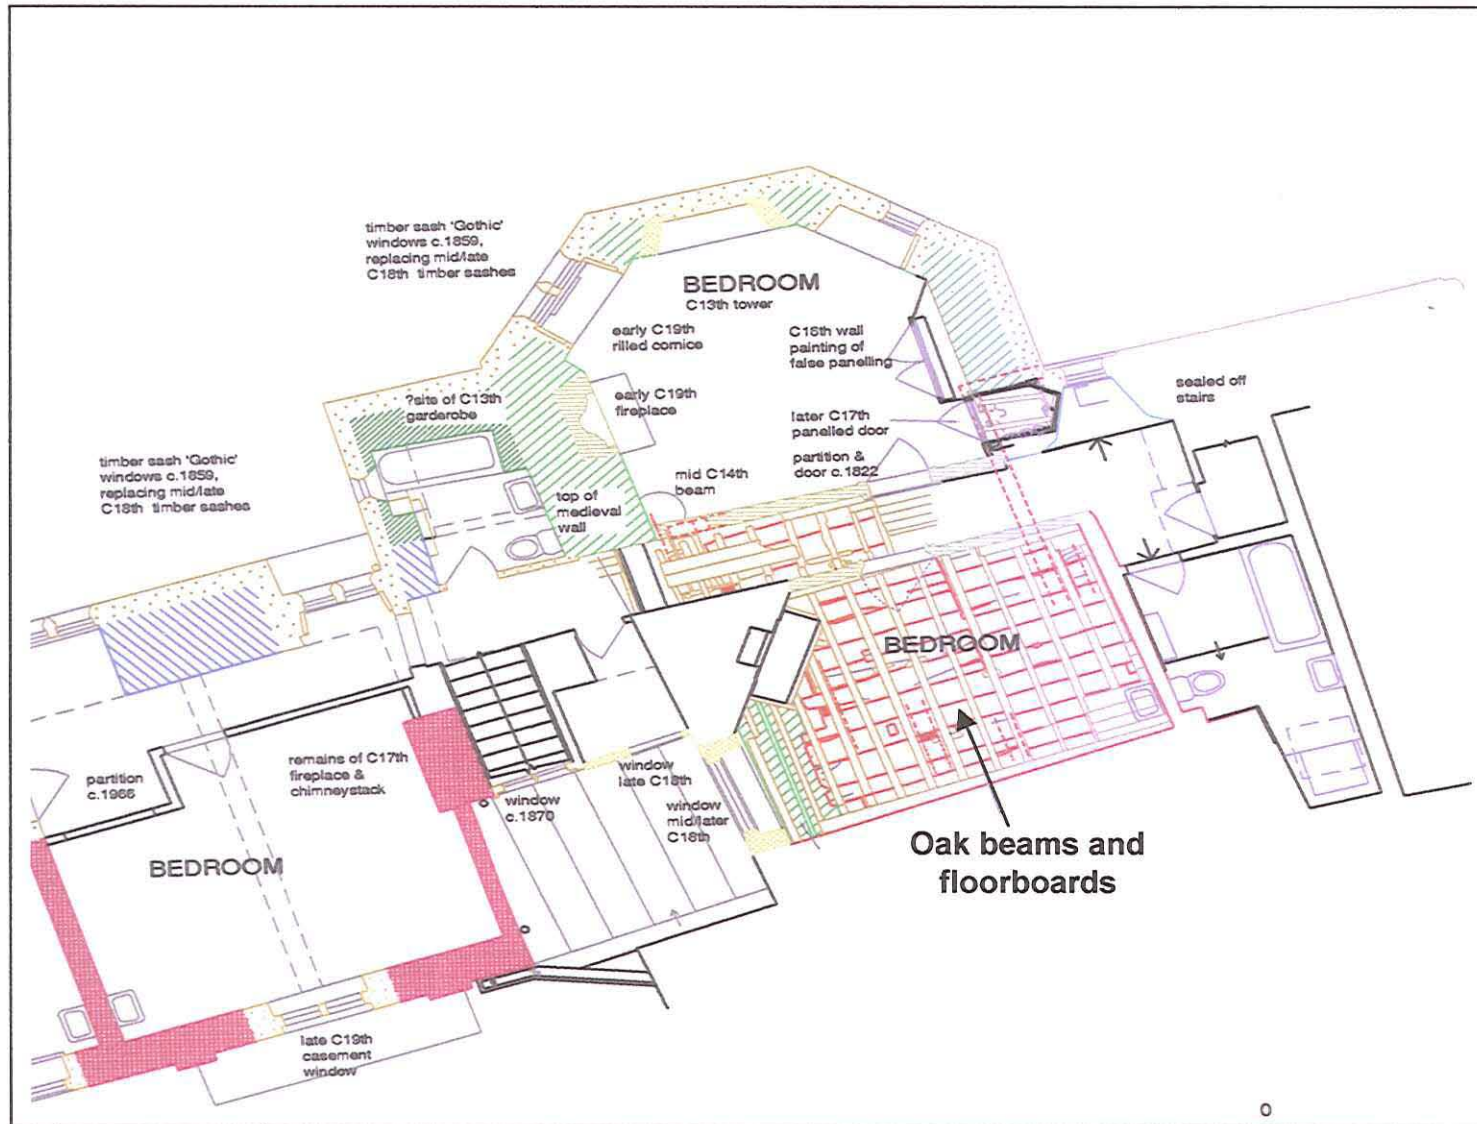 timber sash 'Gothic'
windows c.1859,
replacing mid/late
C18th timber sashes
BEDROOM
C13th tower
early C19th
rilled cornice
C16th wall
painting of
false panelling
?site of C13th
garderobe
early C19th
fireplace
sealed off
stairs
later C17th
panelled door
timber sash 'Gothic'
windows c.1859,
replacing mid/late
C18th timber sashes
partition &
door c.1822
mid C14th
beam
top of
medieval
wall
BEDROOM
remains of C17th
fireplace &
chimneystack
partition
c.1966
window
late C18th
window
c.1870
window
mid/later
C18th
BEDROOM
Oak beams and
floorboards
late C19th
casement
window
0